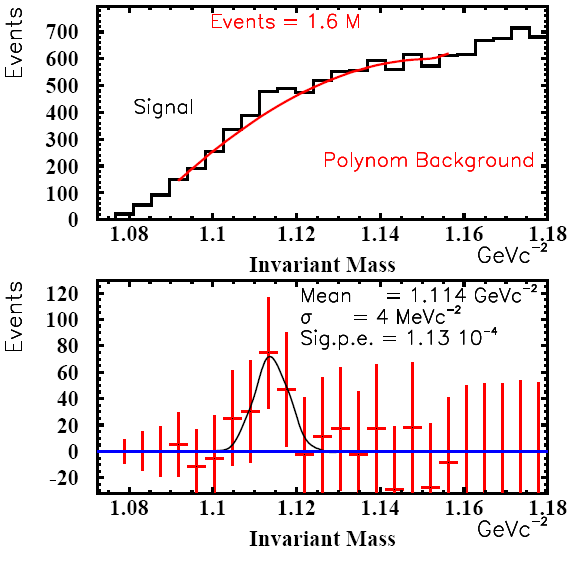 Events = 1.6 M
Events
700
600
500
400
300
200
100
0
Signal
Polynom Background
1.08 1.1 1.12 1.14 1.16 1.18
GeVc⁻²
Invariant Mass
Events
120
100
80
60
40
20
0
-20
Mean = 1.114 GeVc⁻²
σ = 4 MeVc⁻²
Sig.p.e. = 1.13 10⁻⁴
1.08 1.1 1.12 1.14 1.16 1.18
GeVc⁻²
Invariant Mass